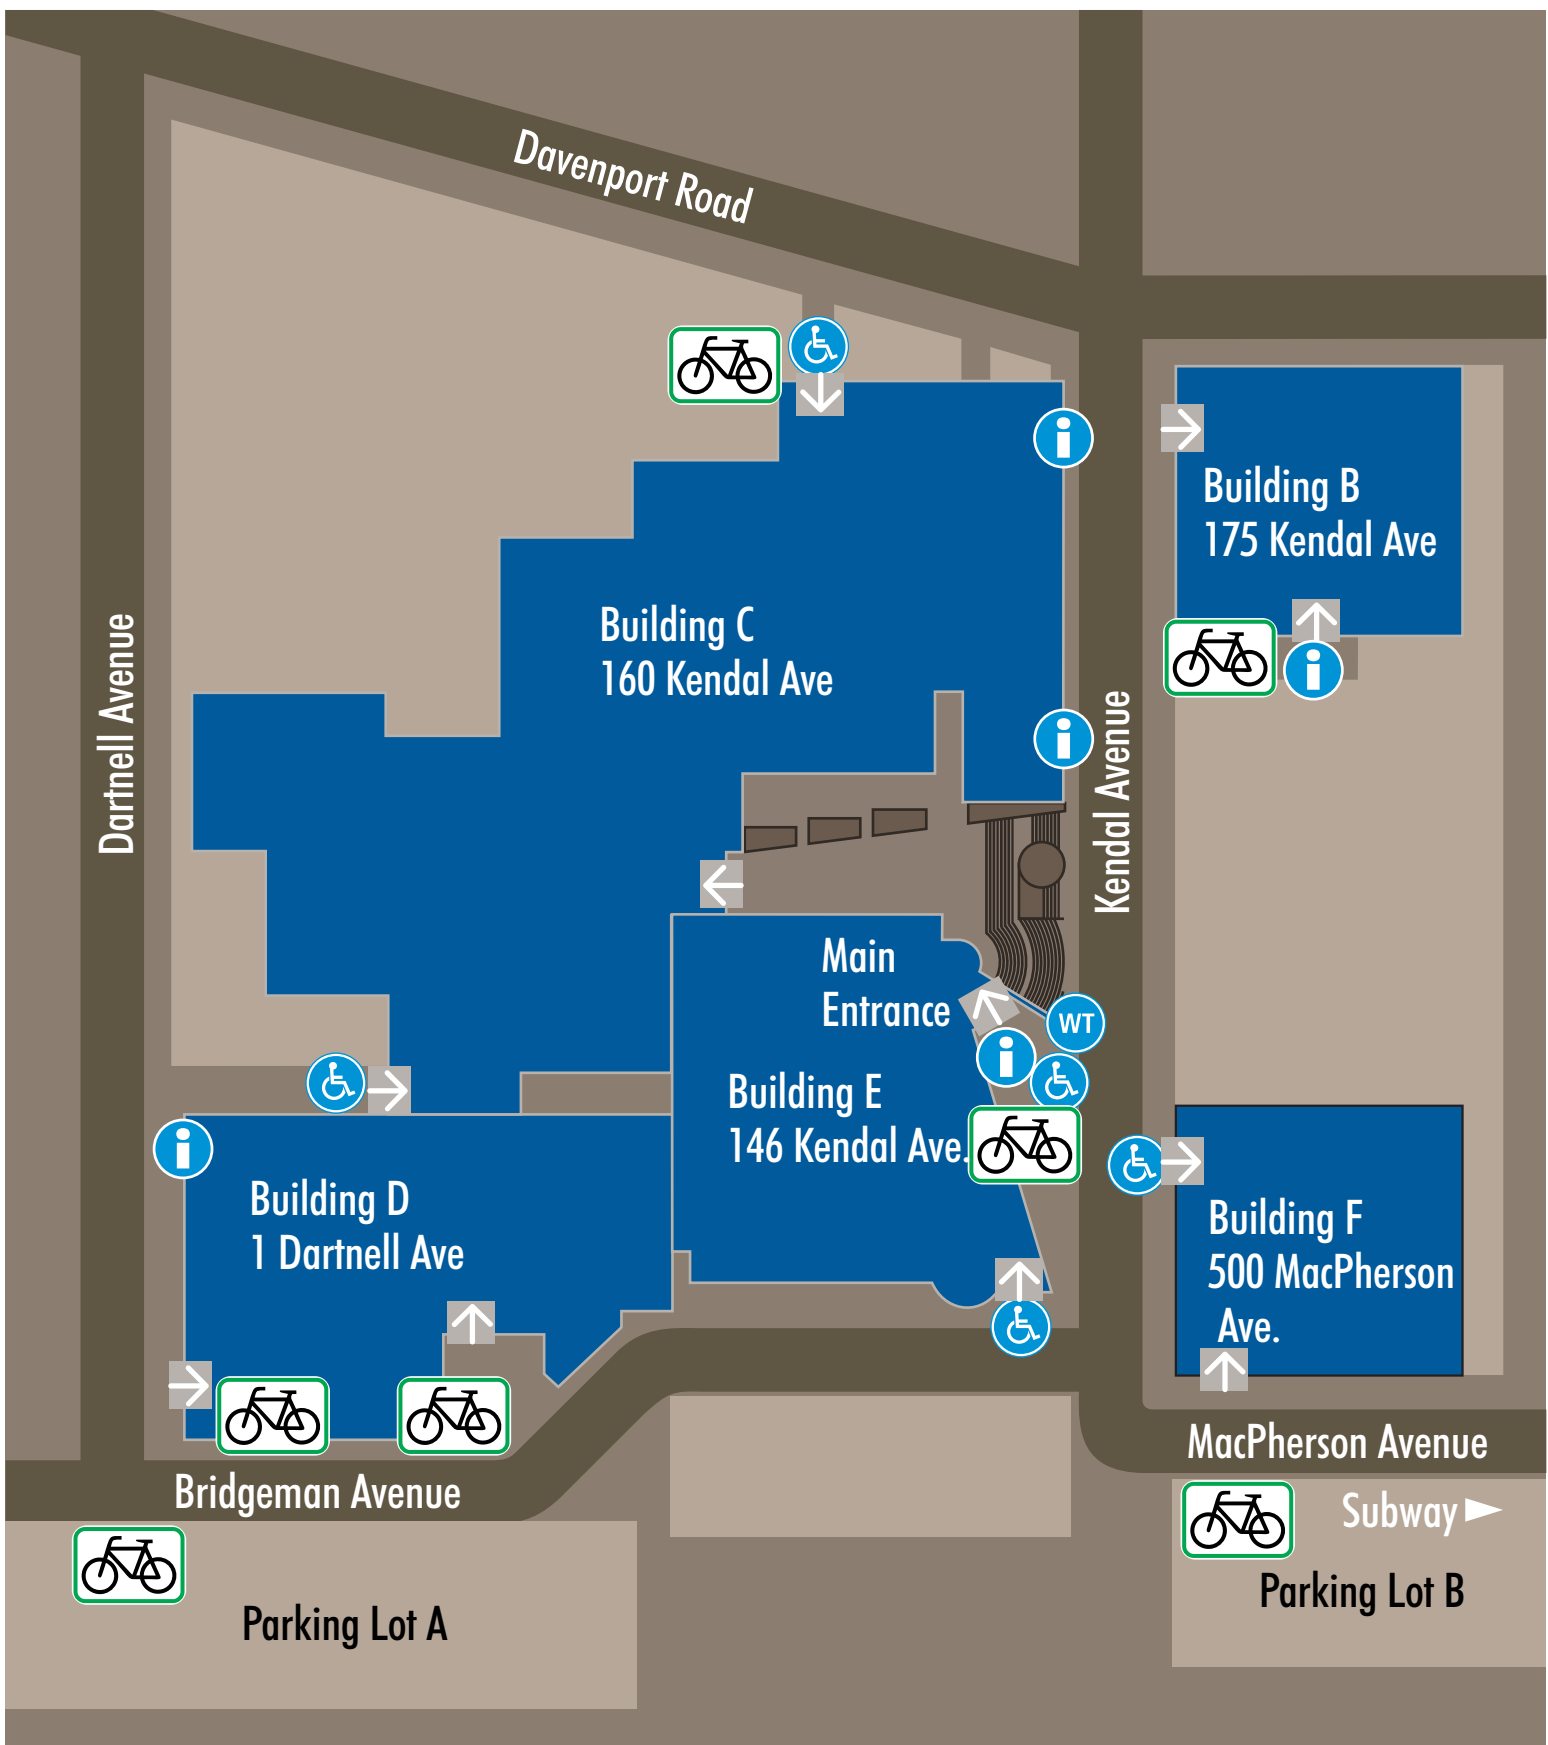 Davenport Road
Building B
175 Kendal Ave
Building C
160 Kendal Ave
Dartnell Avenue
Kendal Avenue
Main
Entrance
WT
Building E
146 Kendal Ave.
Building D
1 Dartnell Ave
Building F
500 MacPherson
Ave.
MacPherson Avenue
Bridgeman Avenue
Subway
Parking Lot B
Parking Lot A